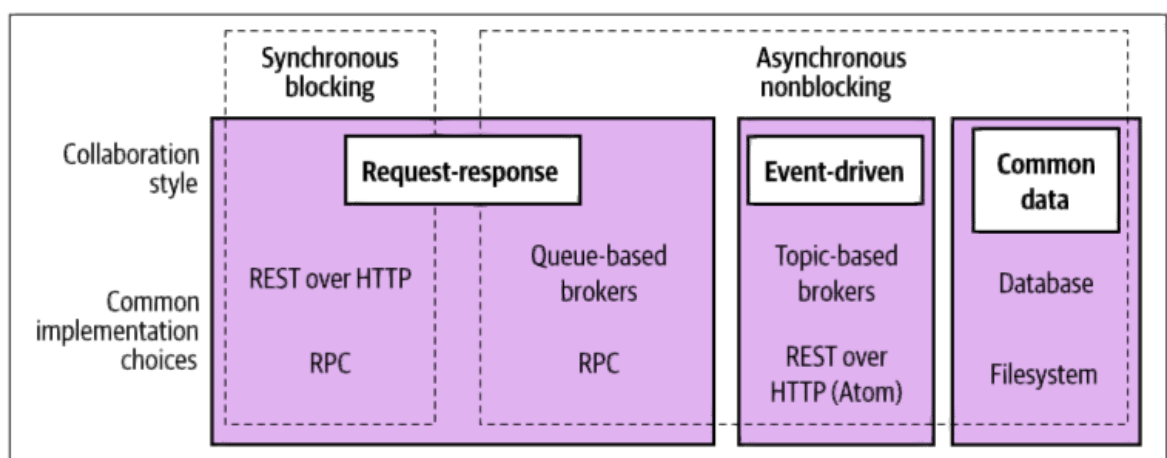 Synchronous
blocking
Asynchronous
nonblocking
Collaboration
style
Request-response
Event-driven
Common
data
Common
implementation
choices
REST over HTTP
RPC
Queue-based
brokers
RPC
Topic-based
brokers
REST over
HTTP (Atom)
Database
Filesystem